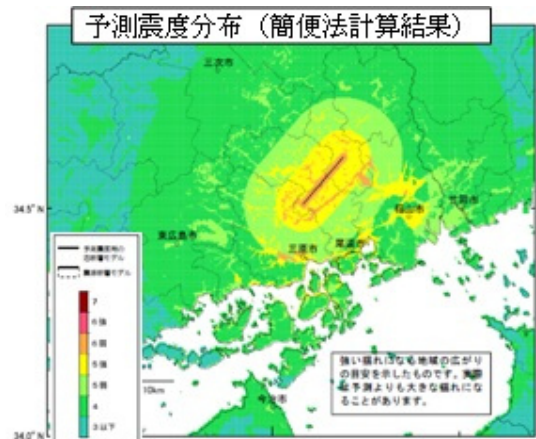 予測震度分布（簡便法計算結果）
三次市
34.5°N
東広島市
三原市
尾道市
福山市
笠岡市
7
6強
6弱
5強
5弱
4
3以下
10km
今治市
強い揺れになる地域の広がり
の目安を示したものです。実際
は予測よりも大きな揺れにな
ることがあります。
34.0°N